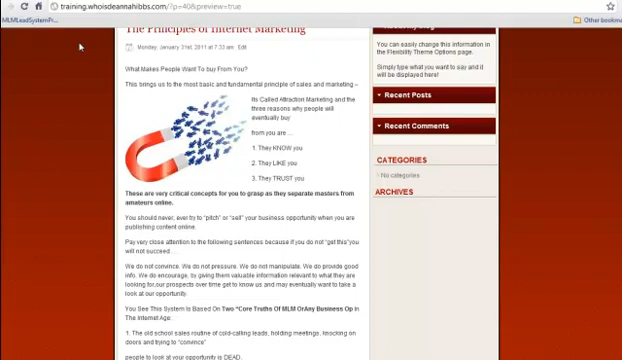 training.whoisdeannahibbs.com/?p=40&preview=true
MLMLeadSystemP...
Other bookma
The Principles of Internet Marketing
Monday, January 31st, 2011 at 7:33 am Edit
What Makes People Want To buy From You?
This brings us to the most basic and fundamental principle of sales and marketing –
Its Called Attraction Marketing and the
three reasons why people will
eventually buy
from you are ...
1. They KNOW you
2. They LIKE you
3. They TRUST you
These are very critical concepts for you to grasp as they separate masters from
amateurs online.
You should never, ever try to "pitch" or "sell" your business opportunity when you are
publishing content online.
Pay very close attention to the following sentences because if you do not "get this"you
will not succeed...
We do not convince. We do not pressure. We do not manipulate. We do provide good
info. We do encourage, by giving them valuable information relevant to what they are
looking for,our prospects over time get to know us and may eventually want to take a
look at our opportunity.
You See This System Is Based On Two "Core Truths Of MLM OrAny Business Op In
The Internet Age:
1. The old school sales routine of cold-calling leads, holding meetings, knocking on
doors and trying to "convince"
people to look at your opportunity is DEAD.
You can easily change this information in
the Flexibility Theme Options page.
Simply type what you want to say and it
will be displayed here!
Recent Posts
Recent Comments
CATEGORIES
No categories
ARCHIVES